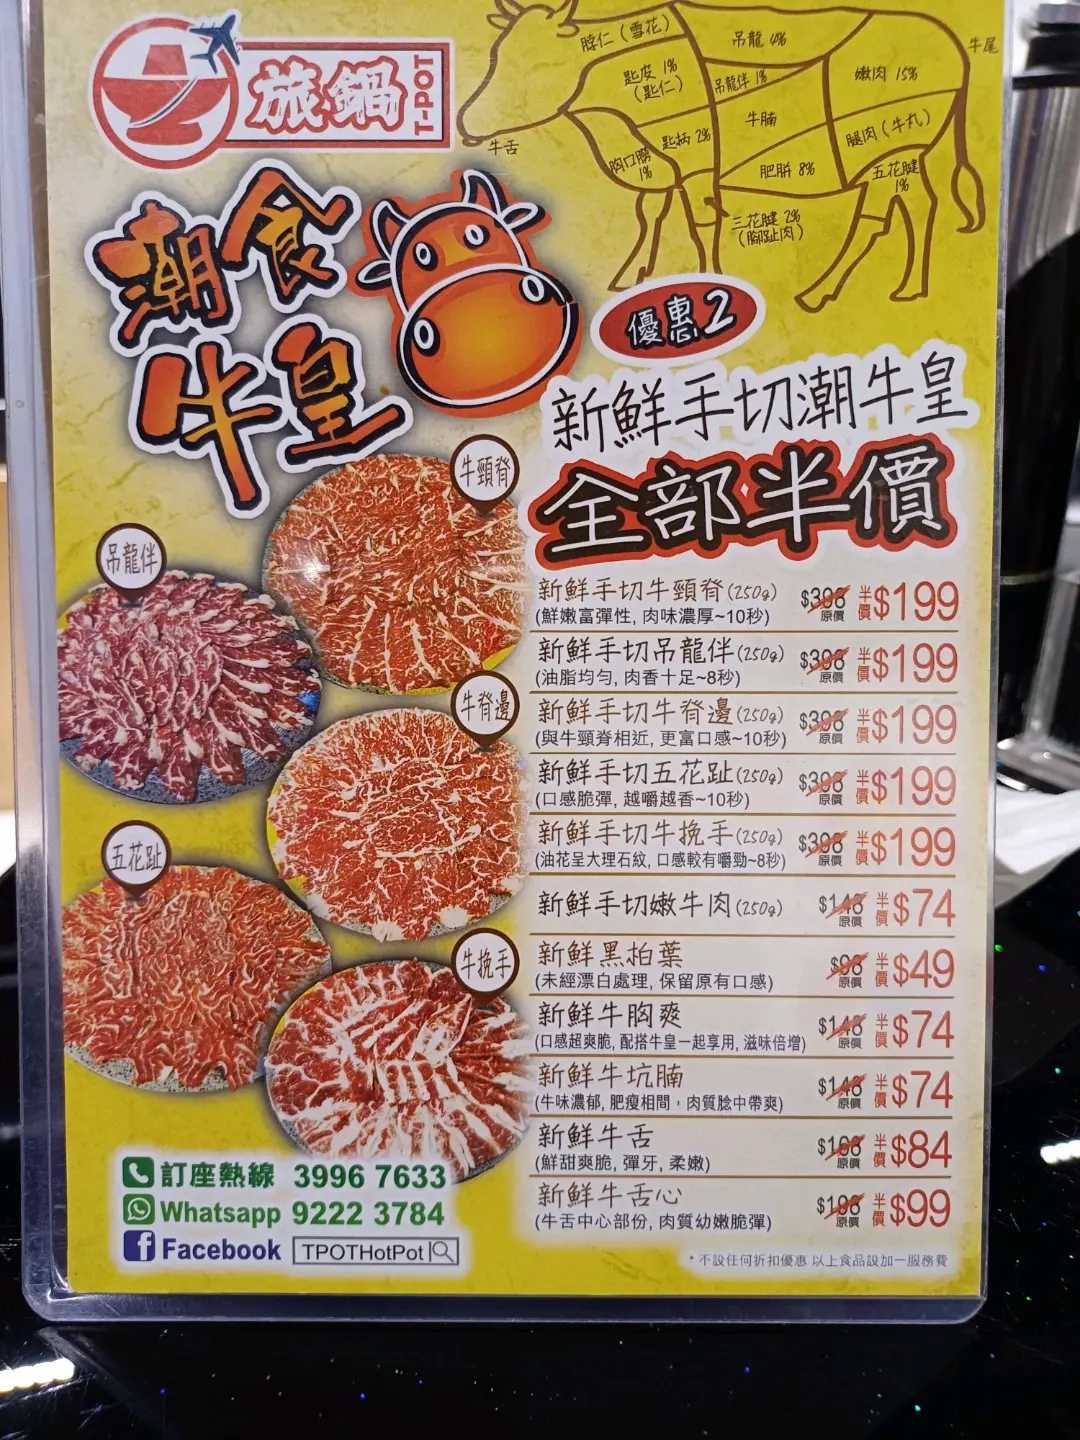 旅鍋
T·POT
潮食
牛皇
脖仁（雪花）
吊龍 4%
牛尾
匙皮 1%
（匙仁）
吊龍伴 1%
嫩肉 15%
牛腩
匙柄 2%
腿肉（牛丸）
牛舌
1%
肥胼 8%
五花腱
1%
三花腱 2%
（腳趾肉）
優惠2
新鮮手切潮牛皇
全部半價
牛頸脊
吊龍伴
牛脊邊
五花趾
牛挽手
新鮮手切牛頸脊(250g) $398 原價 半價$199
(鮮嫩富彈性, 肉味濃厚~10秒)
新鮮手切吊龍伴(250g) $398 原價 半價$199
(油脂均勻, 肉香十足~8秒)
新鮮手切牛脊邊(250g) $398 原價 半價$199
(與牛頸脊相近, 更富口感~10秒)
新鮮手切五花趾(250g) $398 原價 半價$199
(口感脆彈, 越嚼越香~10秒)
新鮮手切牛挽手(250g) $398 原價 半價$199
(油花呈大理石紋, 口感較有嚼勁~8秒)
新鮮手切嫩牛肉(250g) $148 原價 半價$74
新鮮黑柏葉 $98 原價 半價$49
(未經漂白處理, 保留原有口感)
新鮮牛胸爽 $148 原價 半價$74
(口感超爽脆, 配搭牛皇一起享用, 滋味倍增)
新鮮牛坑腩 $148 原價 半價$74
(牛味濃郁, 肥瘦相間，肉質腍中帶爽)
新鮮牛舌 $168 原價 半價$84
(鮮甜爽脆, 彈牙, 柔嫩)
新鮮牛舌心 $198 原價 半價$99
(牛舌中心部份, 肉質幼嫩脆彈)
訂座熱線 3996 7633
Whatsapp 9222 3784
Facebook TPOTHotPot
* 不設任何折扣優惠 以上食品設加一服務費